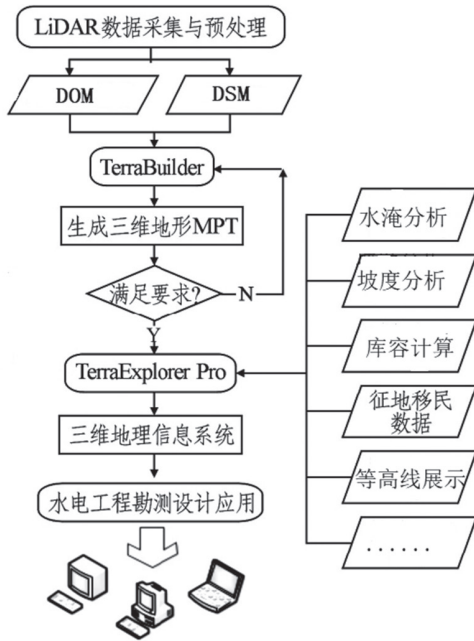 LiDAR数据采集与预处理
DOM
DSM
TerraBuilder
生成三维地形MPT
满足要求?
N
Y
TerraExplorer Pro
三维地理信息系统
水电工程勘测设计应用
水淹分析
坡度分析
库容计算
征地移民
数据
等高线展示
······